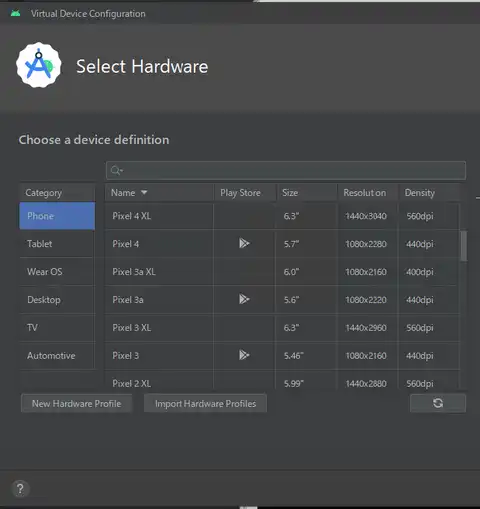 Virtual Device Configuration
Select Hardware
Choose a device definition
Category Name Play Store Size Resolution Density
Phone Pixel 4 XL 6.3" 1440x3040 560dpi
Tablet Pixel 4 5.7" 1080x2280 440dpi
Wear OS Pixel 3a XL 6.0" 1080x2160 400dpi
Desktop Pixel 3a 5.6" 1080x2220 440dpi
TV Pixel 3 XL 6.3" 1440x2960 560dpi
Automotive Pixel 3 5.46" 1080x2160 440dpi
Pixel 2 XL 5.99" 1440x2880 560dpi
New Hardware Profile Import Hardware Profiles
?